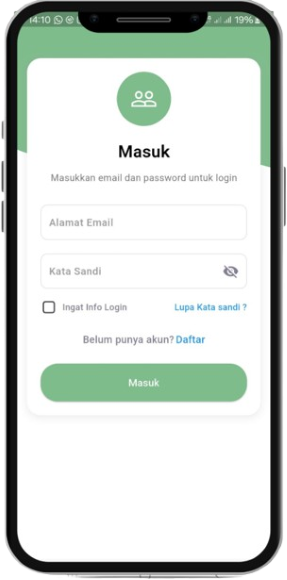 14:10
19%
Masuk
Masukkan email dan password untuk login
Alamat Email
Kata Sandi
Ingat Info Login
Lupa Kata sandi ?
Belum punya akun? Daftar
Masuk